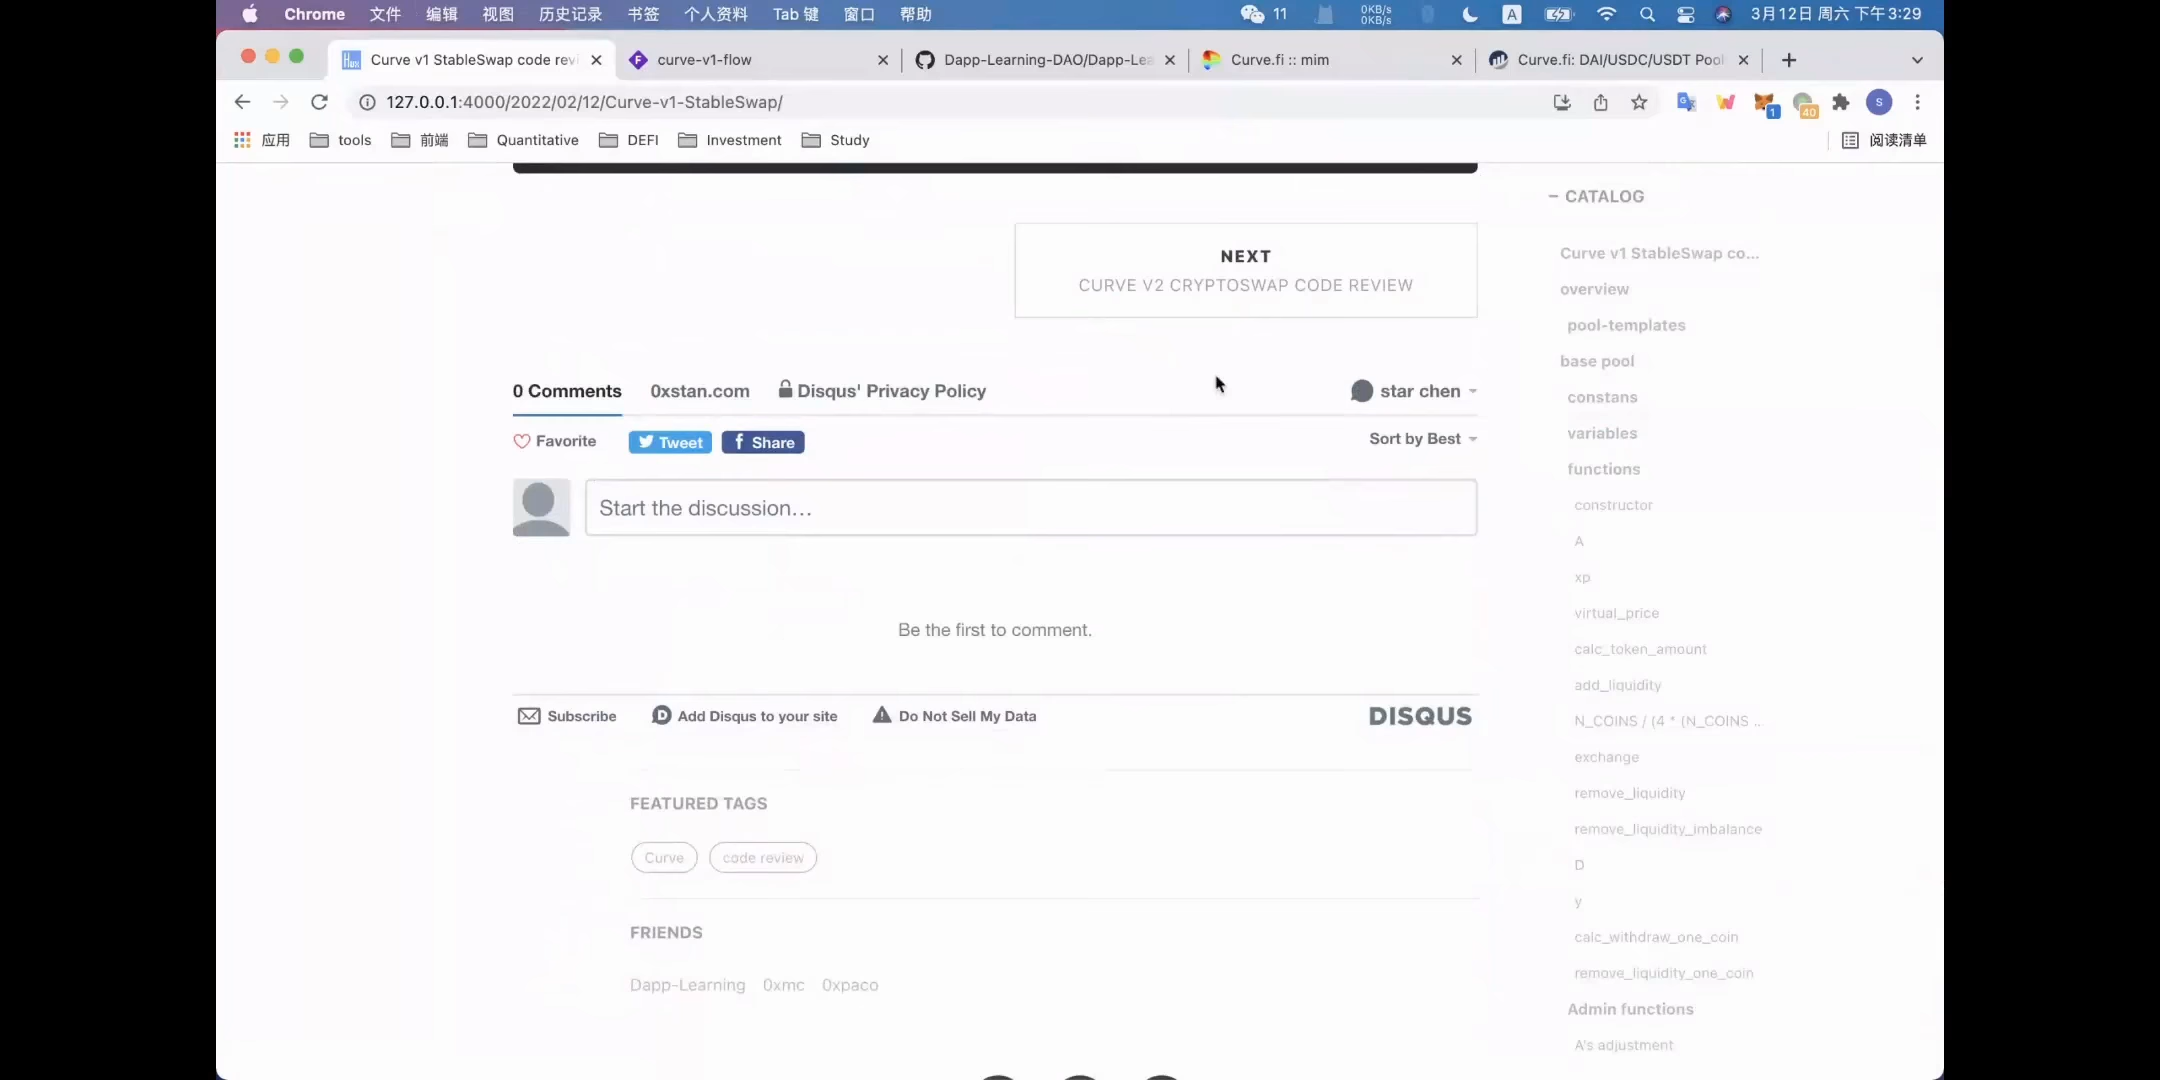 Chrome 文件 编辑 视图 历史记录 书签 个人资料 Tab 键 窗口 帮助 11 0KB/s 0KB/s A 3月12日 周六 下午3:29
Curve v1 StableSwap code revi curve-v1-flow Dapp-Learning-DAO/Dapp-Lea Curve.fi :: mim Curve.fi: DAI/USDC/USDT Pool
127.0.0.1:4000/2022/02/12/Curve-v1-StableSwap/ 1 40 S
应用 tools 前端 Quantitative DEFI Investment Study 阅读清单
NEXT
CURVE V2 CRYPTOSWAP CODE REVIEW
0 Comments 0xstan.com Disqus' Privacy Policy star chen
Favorite Tweet Share Sort by Best
Start the discussion…
Be the first to comment.
Subscribe Add Disqus to your site Do Not Sell My Data DISQUS
FEATURED TAGS
Curve code review
FRIENDS
Dapp-Learning 0xmc 0xpaco
− CATALOG
Curve v1 StableSwap co...
overview
pool-templates
base pool
constans
variables
functions
constructor
A
xp
virtual_price
calc_token_amount
add_liquidity
N_COINS / (4 * (N_COINS ...
exchange
remove_liquidity
remove_liquidity_imbalance
D
y
calc_withdraw_one_coin
remove_liquidity_one_coin
Admin functions
A's adjustment